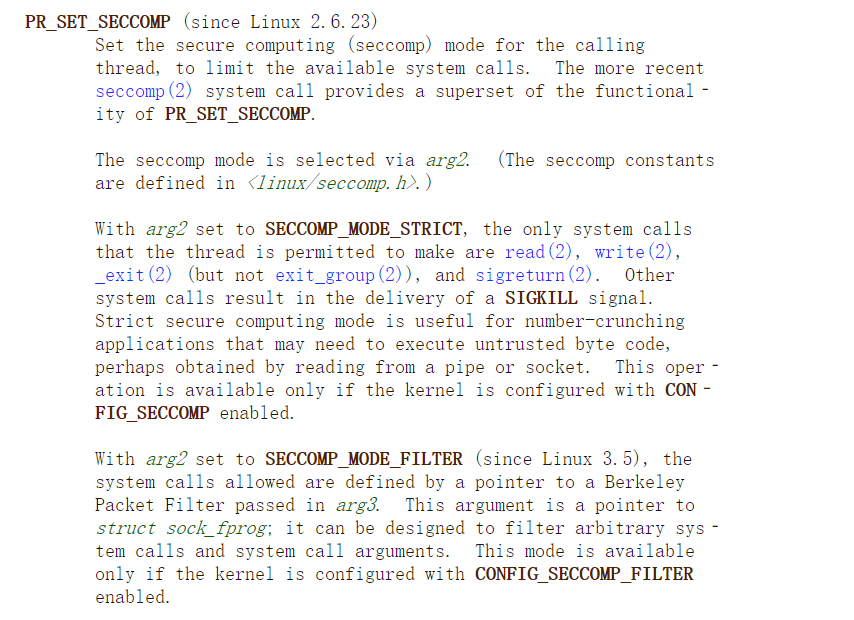 PR_SET_SECCOMP (since Linux 2.6.23)
Set the secure computing (seccomp) mode for the calling
thread, to limit the available system calls.  The more recent
seccomp(2) system call provides a superset of the functional‐
ity of PR_SET_SECCOMP.
The seccomp mode is selected via arg2.  (The seccomp constants
are defined in <linux/seccomp.h>.)
With arg2 set to SECCOMP_MODE_STRICT, the only system calls
that the thread is permitted to make are read(2), write(2),
_exit(2) (but not exit_group(2)), and sigreturn(2).  Other
system calls result in the delivery of a SIGKILL signal.
Strict secure computing mode is useful for number-crunching
applications that may need to execute untrusted byte code,
perhaps obtained by reading from a pipe or socket.  This oper‐
ation is available only if the kernel is configured with CON‐
FIG_SECCOMP enabled.
With arg2 set to SECCOMP_MODE_FILTER (since Linux 3.5), the
system calls allowed are defined by a pointer to a Berkeley
Packet Filter passed in arg3.  This argument is a pointer to
struct sock_fprog; it can be designed to filter arbitrary sys‐
tem calls and system call arguments.  This mode is available
only if the kernel is configured with CONFIG_SECCOMP_FILTER
enabled.